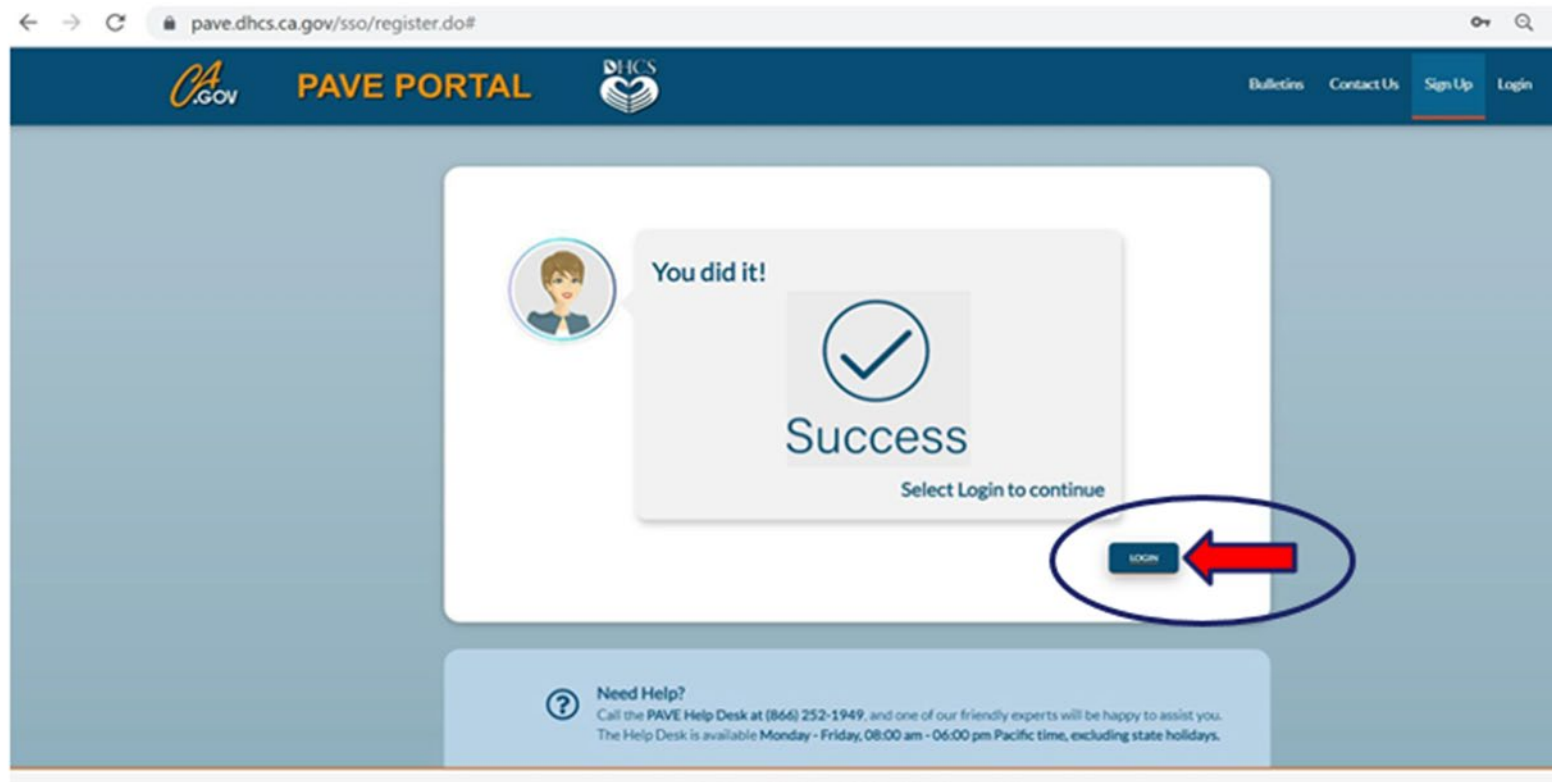 pave.dhcs.ca.gov/sso/register.do#
CA.GOV PAVE PORTAL DHCS Bulletins Contact Us Sign Up Login
You did it!
Success
Select Login to continue
LOGIN
Need Help?
Call the PAVE Help Desk at (866) 252-1949, and one of our friendly experts will be happy to assist you.
The Help Desk is available Monday - Friday, 08:00 am - 06:00 pm Pacific time, excluding state holidays.